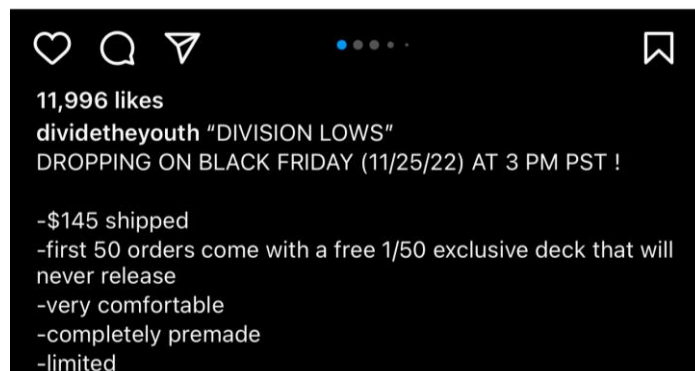 11,996 likes
dividetheyouth “DIVISION LOWS”
DROPPING ON BLACK FRIDAY (11/25/22) AT 3 PM PST !
-$145 shipped
-first 50 orders come with a free 1/50 exclusive deck that will
never release
-very comfortable
-completely premade
-limited